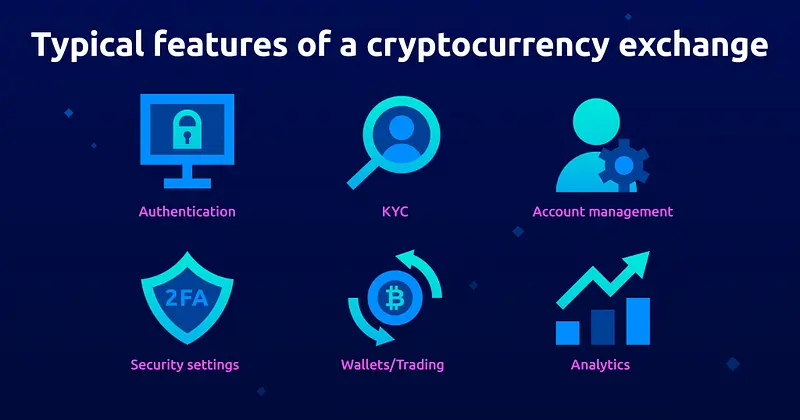 Typical features of a cryptocurrency exchange
Authentication
KYC
Account management
2FA
Security settings
Wallets/Trading
Analytics